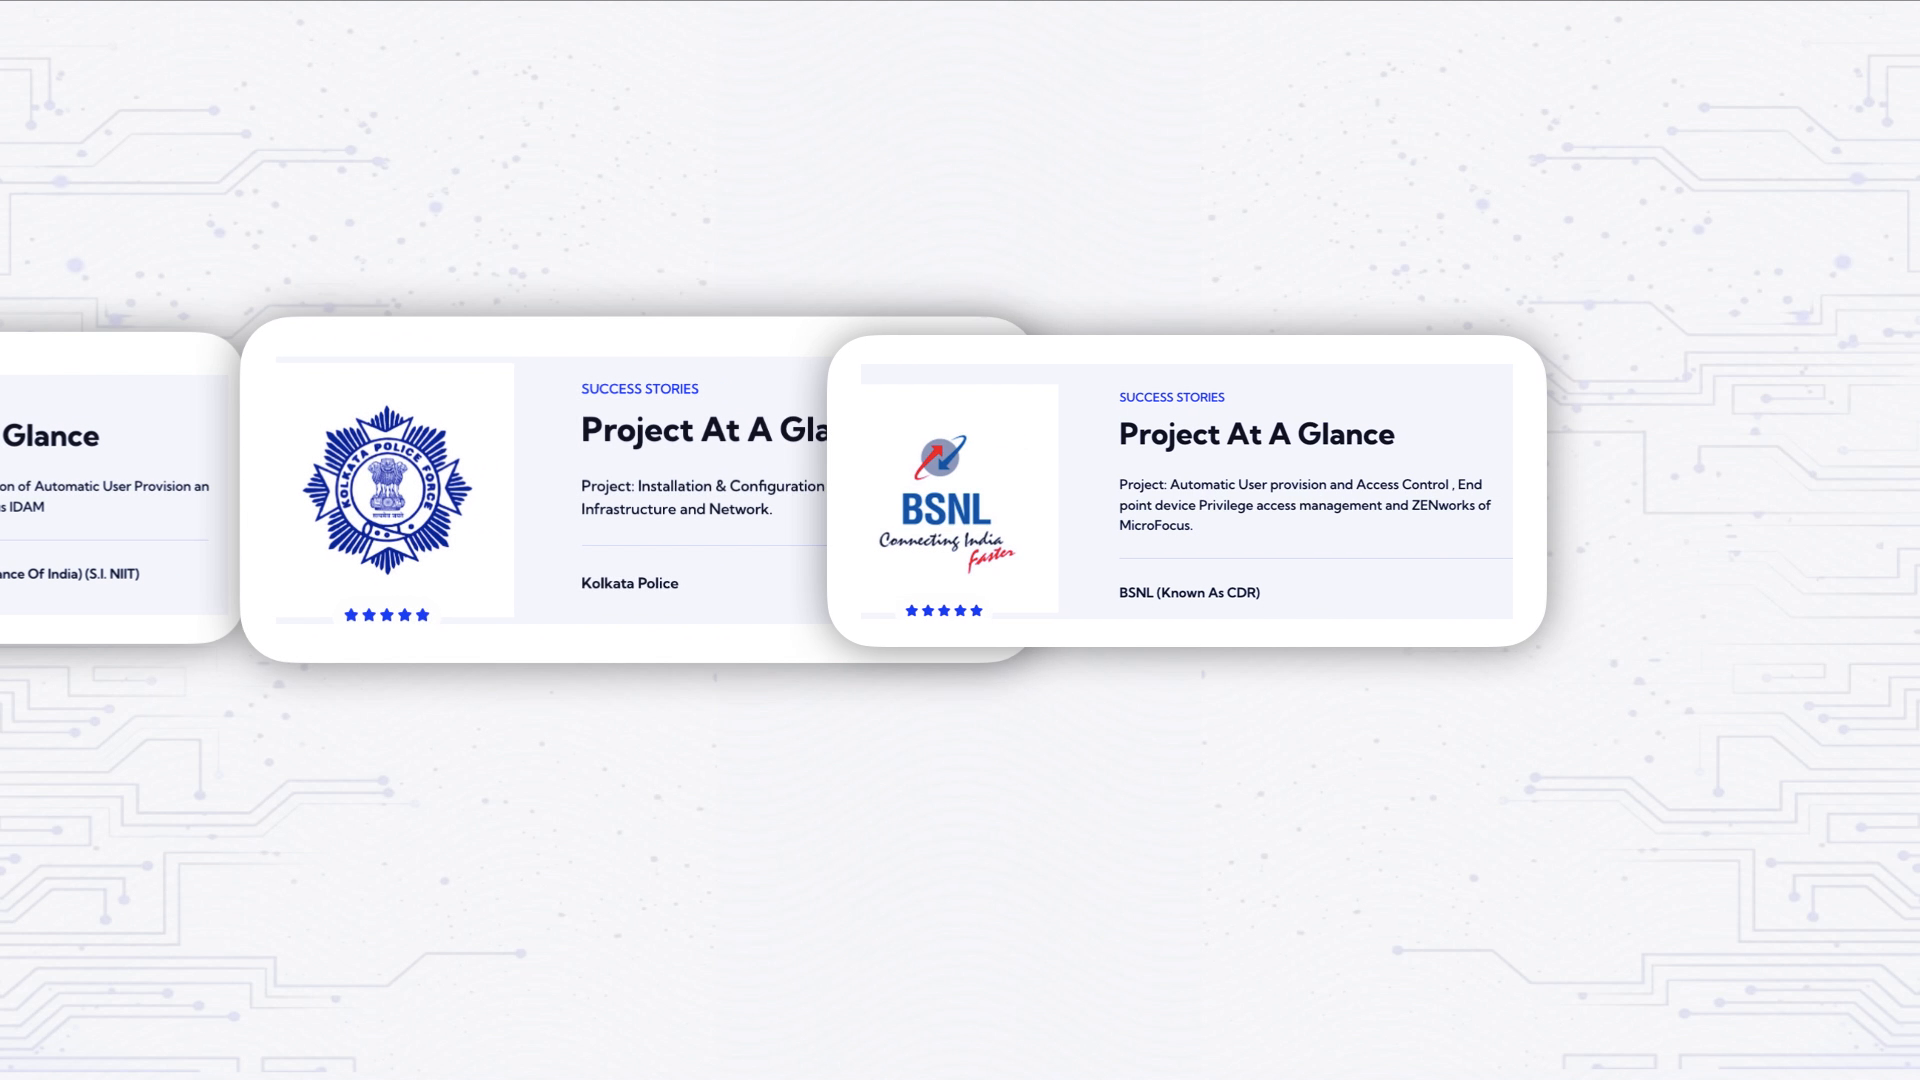 Glance
on of Automatic User Provision an
s IDAM
ance Of India) (S.I. NIIT)
KOLKATA POLICE FORCE
सत्यमेव जयते
SUCCESS STORIES
Project At A Gla
Project: Installation & Configuration
Infrastructure and Network.
Kolkata Police
BSNL
Connecting India
Faster
SUCCESS STORIES
Project At A Glance
Project: Automatic User provision and Access Control , End
point device Privilege access management and ZENworks of
MicroFocus.
BSNL (Known As CDR)